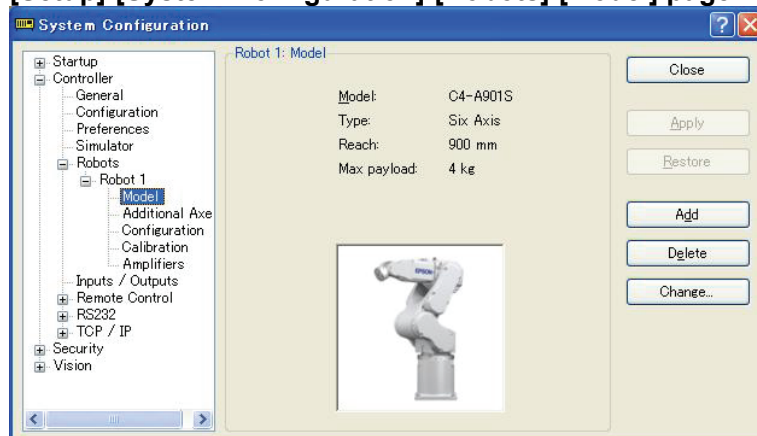 System Configuration
Startup
Controller
General
Configuration
Preferences
Simulator
Robots
Robot 1
Model
Additional Axe
Configuration
Calibration
Amplifiers
Inputs / Outputs
Remote Control
RS232
TCP / IP
Security
Vision
Robot 1: Model
Model: C4-A901S
Type: Six Axis
Reach: 900 mm
Max payload: 4 kg
EPSON
Close
Apply
Restore
Add
Delete
Change...